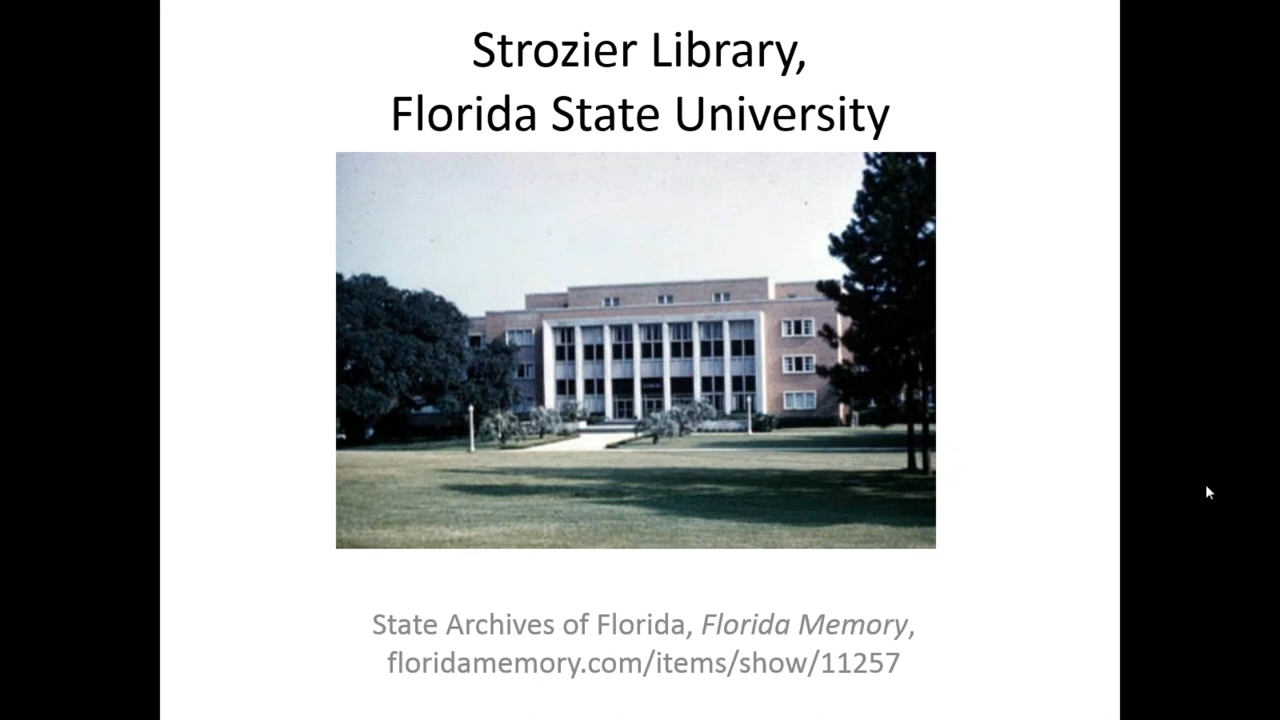 Strozier Library,
Florida State University
State Archives of Florida, Florida Memory,
floridamemory.com/items/show/11257